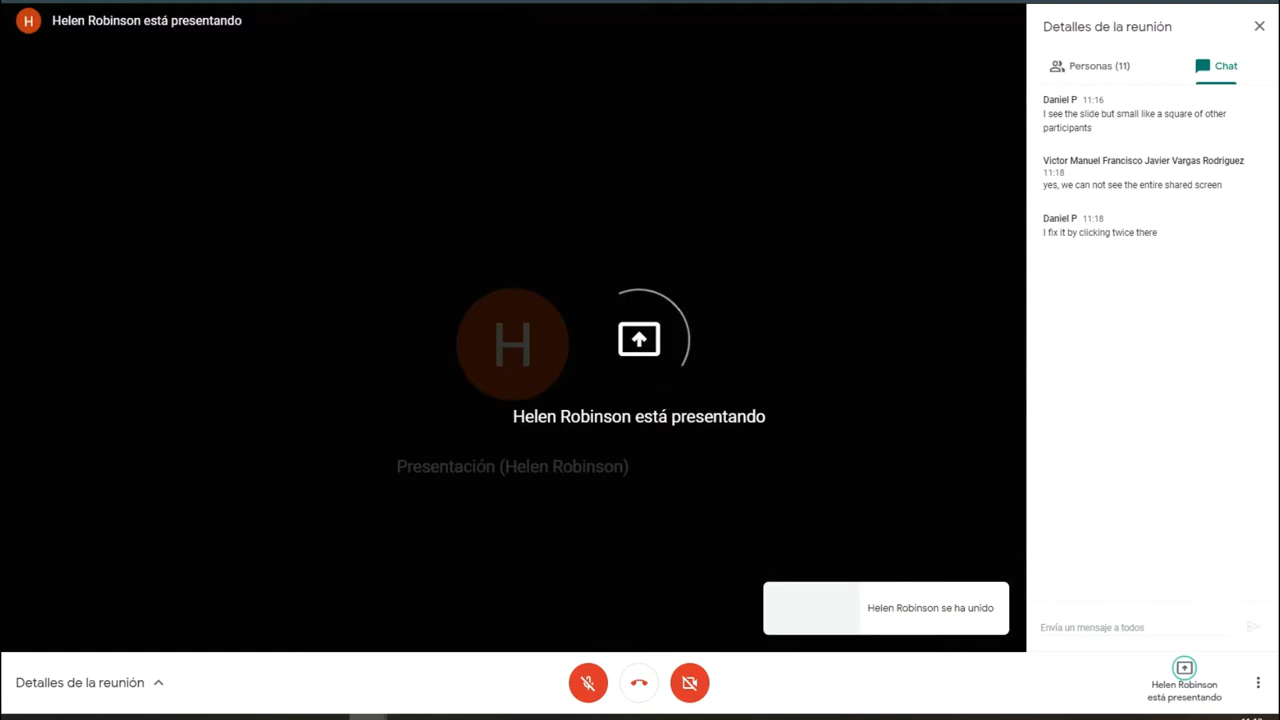 H
Helen Robinson está presentando
Detalles de la reunión
Personas (11)
Chat
Daniel P 11:16
I see the slide but small like a square of other
participants
Victor Manuel Francisco Javier Vargas Rodriguez
11:18
yes, we can not see the entire shared screen
Daniel P 11:18
I fix it by clicking twice there
H
Helen Robinson está presentando
Presentación (Helen Robinson)
Helen Robinson se ha unido
Envía un mensaje a todos
Detalles de la reunión
Helen Robinson
está presentando